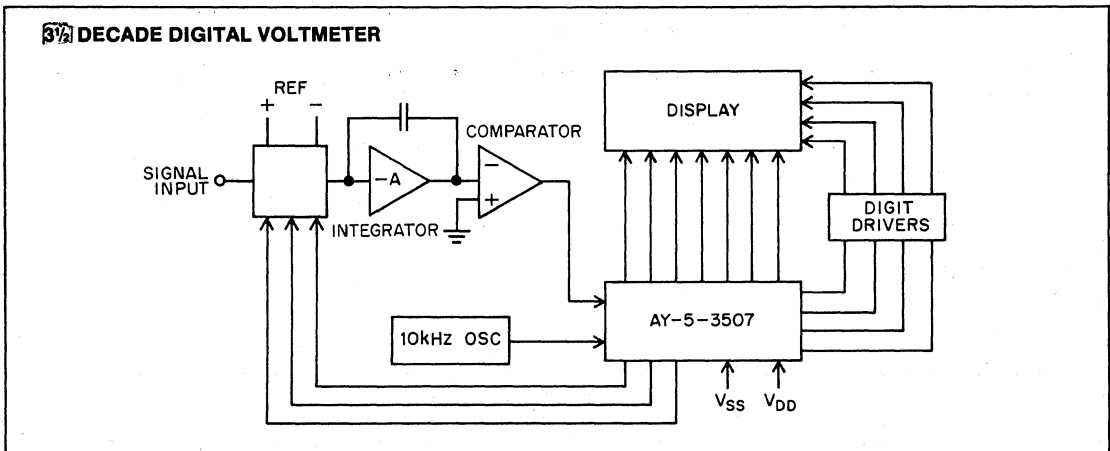 3½ DECADE DIGITAL VOLTMETER
REF
+ −
SIGNAL
INPUT
−A
INTEGRATOR
COMPARATOR
−
+
DISPLAY
DIGIT
DRIVERS
10kHz OSC
AY-5-3507
VSS VDD